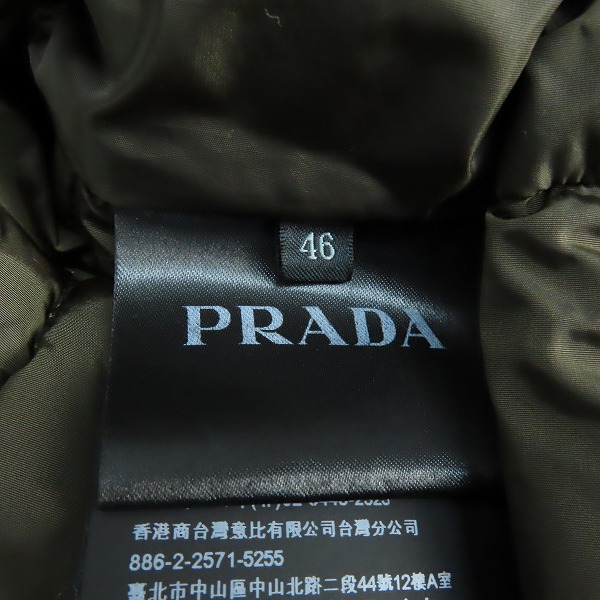 46
PRADA
香港商台灣意比有限公司台灣分公司
886-2-2571-5255
臺北市中山區中山北路二段44號12樓A室